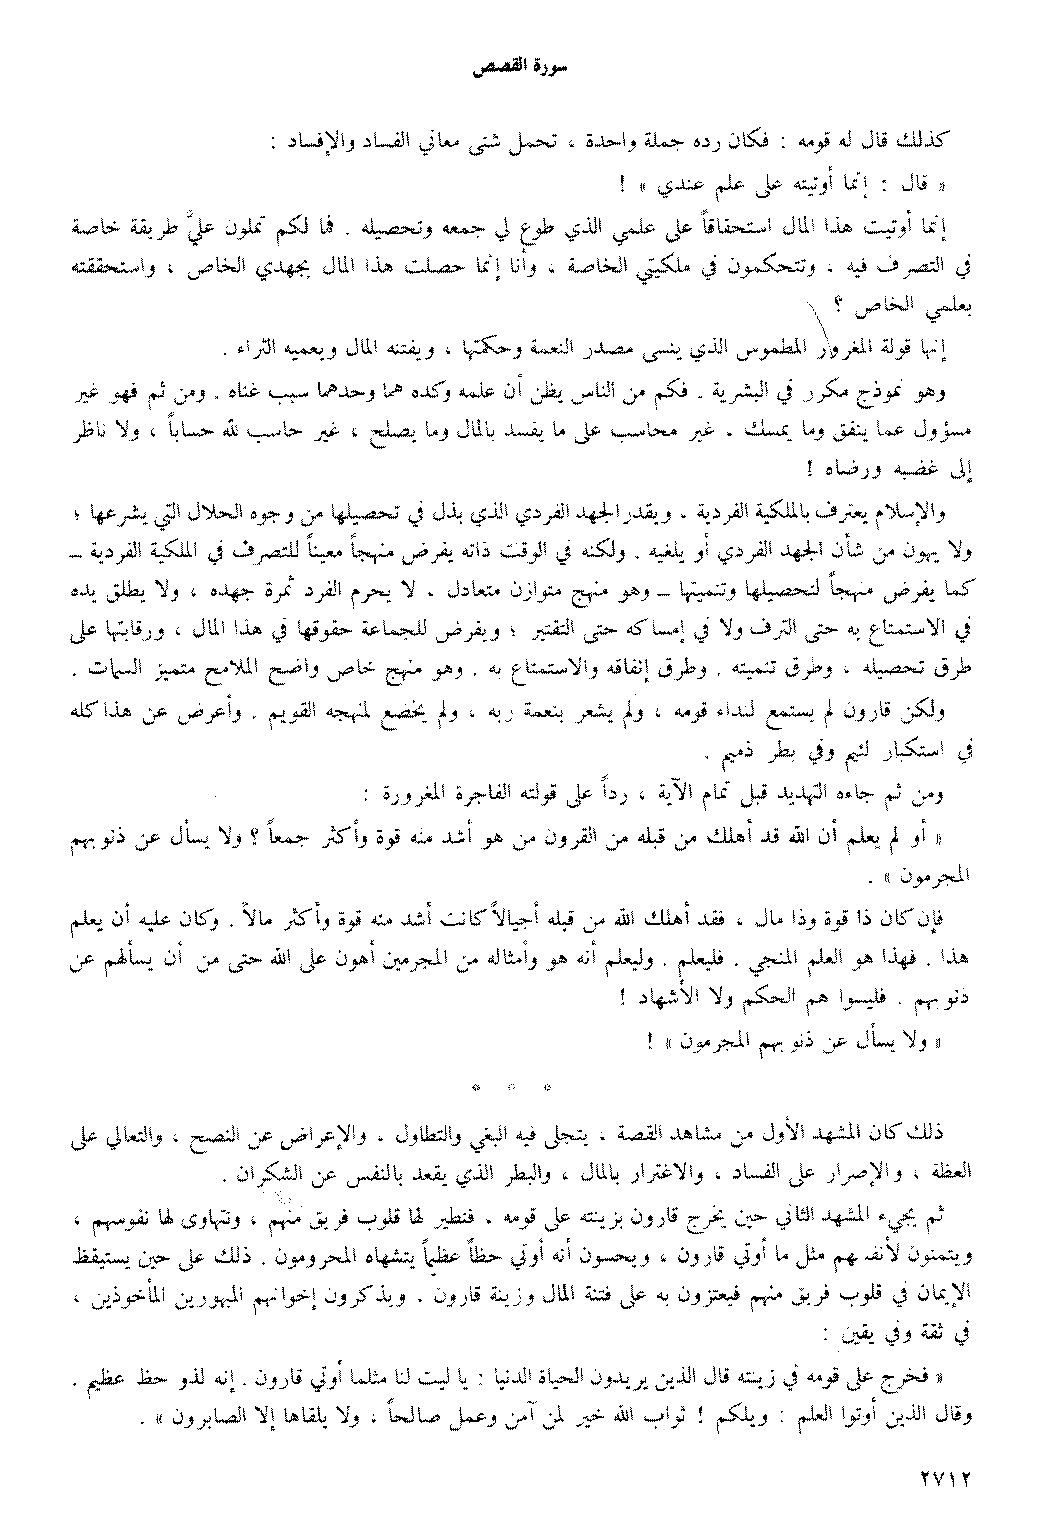 سورة القصص
كذلك قال له قومه : فكان رده جملة واحدة ، تحمل شتى معاني الفساد والإفساد :
« قال : إنما أوتيته على علم عندي » !
إنما أوتيت هذا المال استحقاقاً على علمي الذي طوع لي جمعه وتحصيله . فما لكم تملون عليَّ طريقة خاصة
في التصرف فيه ، وتتحكمون في ملكيتي الخاصة ، وأنا إنما حصلت هذا المال بجهدي الخاص ، واستحققته
بعلمي الخاص ؟
إنها قولة المغرور المطموس الذي ينسى مصدر النعمة وحكمتها ، ويفتنه المال ويعميه الثراء .
وهو نموذج مكرر في البشرية . فكم من الناس يظن أن علمه وكده هما وحدهما سبب غناه . ومن ثم فهو غير
مسؤول عما ينفق وما يمسك . غير محاسب على ما يفسد بالمال وما يصلح ، غير حاسب لله حساباً ، ولا ناظر
إلى غضبه ورضاه !
والإسلام يعترف بالملكية الفردية . ويقدر الجهد الفردي الذي بذل في تحصيلها من وجوه الحلال التي يشرعها ؛
ولا يهون من شأن الجهد الفردي أو يلغيه . ولكنه في الوقت ذاته يفرض منهجاً معيناً للتصرف في الملكية الفردية ــ
كما يفرض منهجاً لتحصيلها وتنميتها ــ وهو منهج متوازن متعادل . لا يحرم الفرد ثمرة جهده ، ولا يطلق يده
في الاستمتاع به حتى الترف ولا في إمساكه حتى التقتير ؛ ويفرض للجماعة حقوقها في هذا المال ، ورقابتها على
طرق تحصيله ، وطرق تنميته . وطرق إنفاقه والاستمتاع به . وهو منهج خاص واضح الملامح متميز السمات .
ولكن قارون لم يستمع لنداء قومه ، ولم يشعر بنعمة ربه ، ولم يخضع لمنهجه القويم . وأعرض عن هذا كله
في استكبار لئيم وفي بطر ذميم .
ومن ثم جاءه التهديد قبل تمام الآية ، رداً على قولته الفاجرة المغرورة :
« أو لم يعلم أن الله قد أهلك من قبله من القرون من هو أشد منه قوة وأكثر جمعاً ؟ ولا يسأل عن ذنوبهم
المجرمون » .
فإن كان ذا قوة وذا مال ، فقد أهلك الله من قبله أجيالاً كانت أشد منه قوة وأكثر مالاً . وكان عليه أن يعلم
هذا . فهذا هو العلم المنجي . فليعلم . وليعلم أنه هو وأمثاله من المجرمين أهون على الله حتى من أن يسألهم عن
ذنوبهم . فليسوا هم الحكم ولا الأشهاد !
« ولا يسأل عن ذنوبهم المجرمون » !
* * *
ذلك كان المشهد الأول من مشاهد القصة ، يتجلى فيه البغي والتطاول ، والإعراض عن النصح ، والتعالي على
العظة ، والإصرار على الفساد ، والاغترار بالمال ، والبطر الذي يقعد بالنفس عن الشكران .
ثم يجيء المشهد الثاني حين يخرج قارون بزينته على قومه . فتطير لها قلوب فريق منهم ، وتتهاوى لها نفوسهم ،
ويتمنون لأنفسهم مثل ما أوتي قارون ، ويحسون أنه أوتي حظاً عظيماً يتشهاه المحرومون . ذلك على حين يستيقظ
الإيمان في قلوب فريق منهم فيعتزون به على فتنة المال وزينة قارون . ويذكرون إخوانهم المبهورين المأخوذين ،
في ثقة وفي يقين :
« فخرج على قومه في زينته قال الذين يريدون الحياة الدنيا : يا ليت لنا مثلما أوتي قارون . إنه لذو حظ عظيم .
وقال الذين أوتوا العلم : ويلكم ! ثواب الله خير لمن آمن وعمل صالحاً ، ولا يلقاها إلا الصابرون » .
٢٧١٢